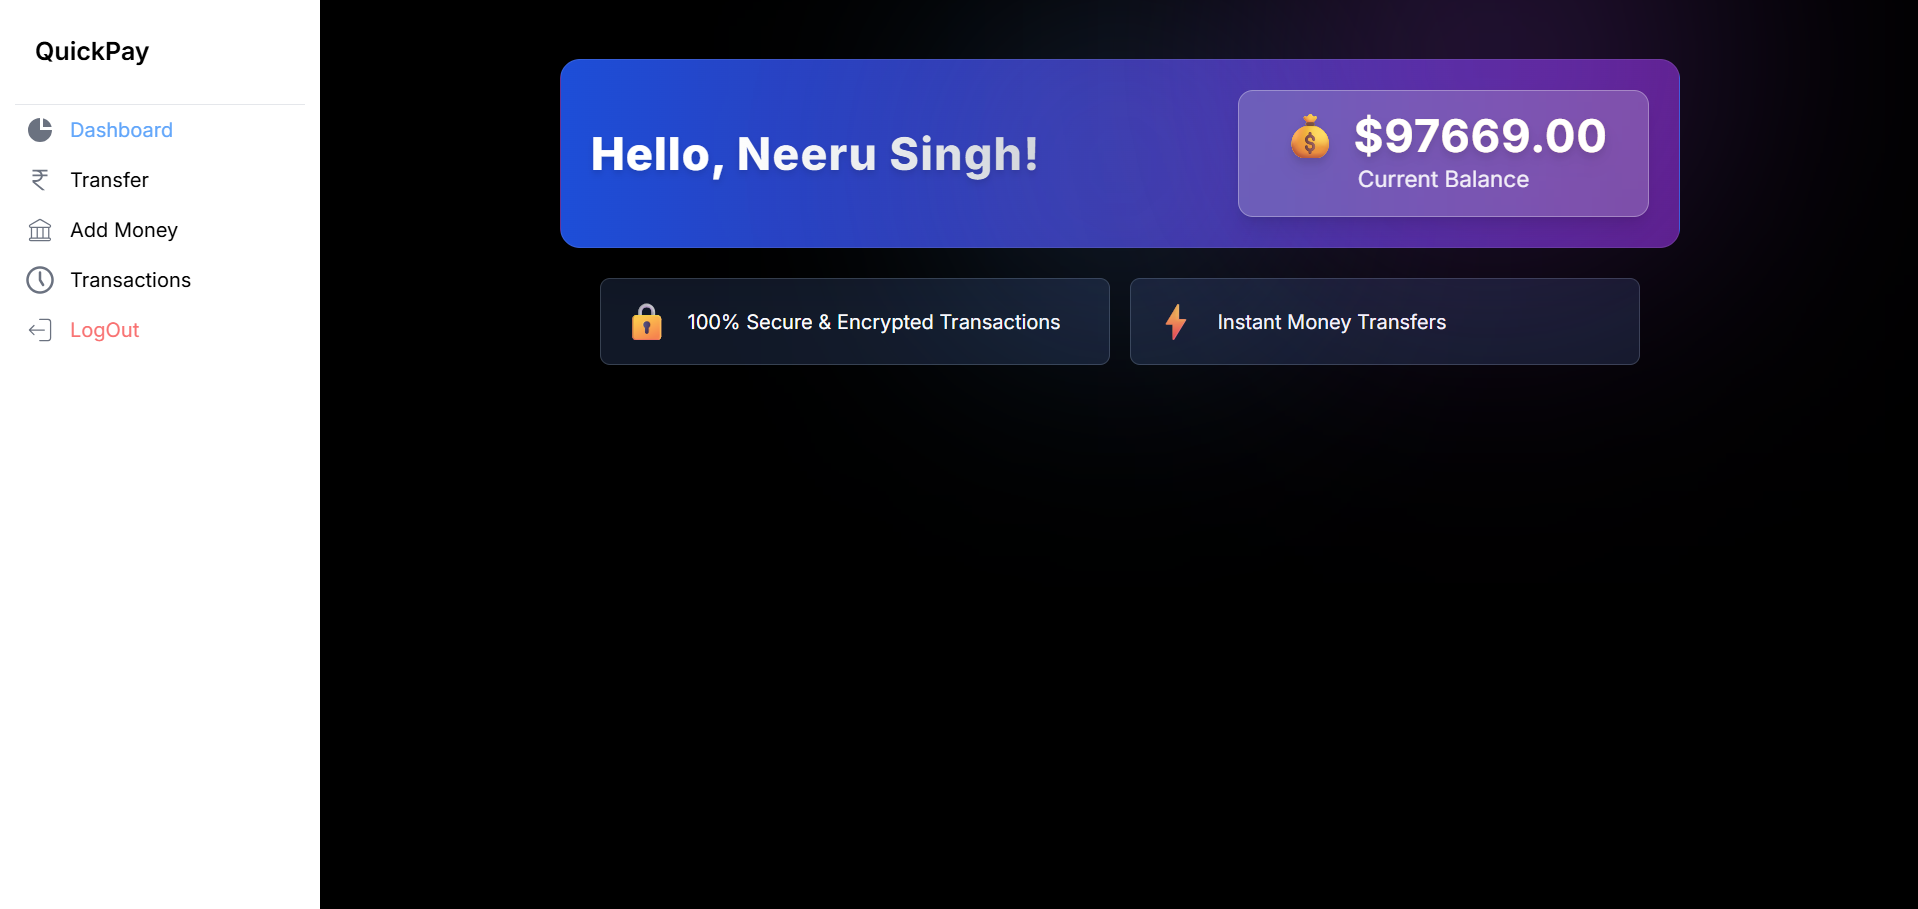 QuickPay
Dashboard
Transfer
Add Money
Transactions
LogOut
Hello, Neeru Singh!
$97669.00
Current Balance
100% Secure & Encrypted Transactions
Instant Money Transfers